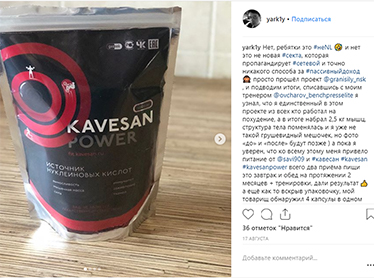 KAVESAN
POWER
ИСТОЧНИК
НУКЛЕИНОВЫХ КИСЛОТ
yark1y • Подписаться
yark1y Нет, ребятки это #неNL 😄 и нет
это не новая #секта, которая
пропагандирует #сетевой и точно
никакого способа за #пассивныйдоход
просто прошел проект @granisily_nsk
, и подводим итоги, списавшись с моим
тренером @ovcharov_benchpresselite я
узнал, что я единственный в этом
проекте из всех кто работал на
похудание, а в итоге набрал 2,5 кг мышц,
структура тела поменялась и я уже не
такой грушевидный мешочек, но фото
«до» и «после» будут позже ) а пока я
уверен, что ко всему этому меня привело
питание от @savi909 и #кавесан #kavesan
#kavesanpower всего два приёма пищи
это завтрак и обед на протяжении 2
месяцев + тренировки, дали результат
а ещё как то вскрыв упаковочку, мой
товарищ обнаружил 4 капсулы в одном
36 отметок "Нравится"
17 АВГУСТА
Добавьте комментарий...